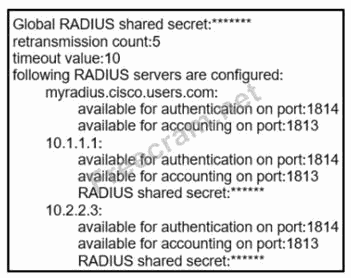 Global RADIUS shared secret:*******
retransmission count:5
timeout value:10
following RADIUS servers are configured:
myradius.cisco.users.com:
available for authentication on port:1814
available for accounting on port:1813
10.1.1.1:
available for authentication on port:1814
available for accounting on port:1813
RADIUS shared secret:******
10.2.2.3:
available for authentication on port:1814
available for accounting on port:1813
RADIUS shared secret:******
Freecram.net